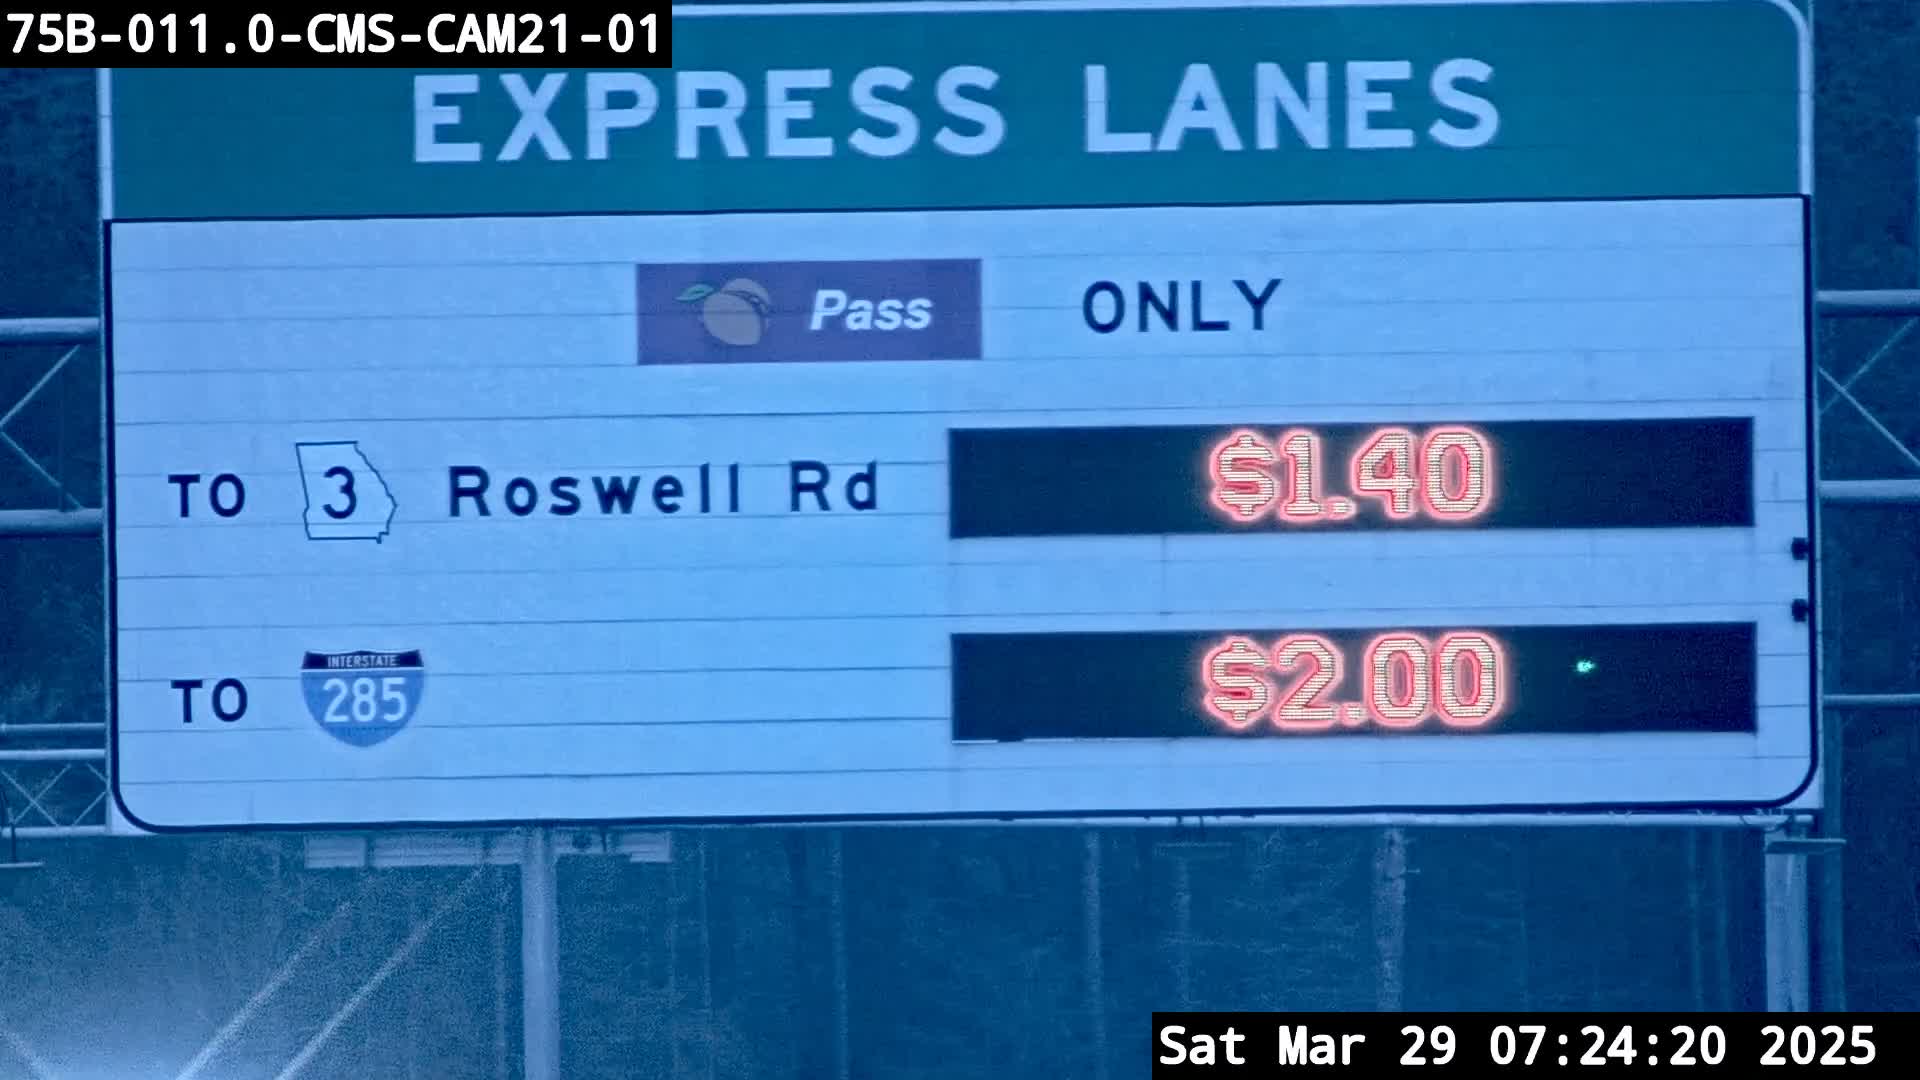 75B-011.0-CMS-CAM21-01
EXPRESS LANES
Pass ONLY
TO 3 Roswell Rd $1.40
TO INTERSTATE 285 $2.00
Sat Mar 29 07:24:20 2025